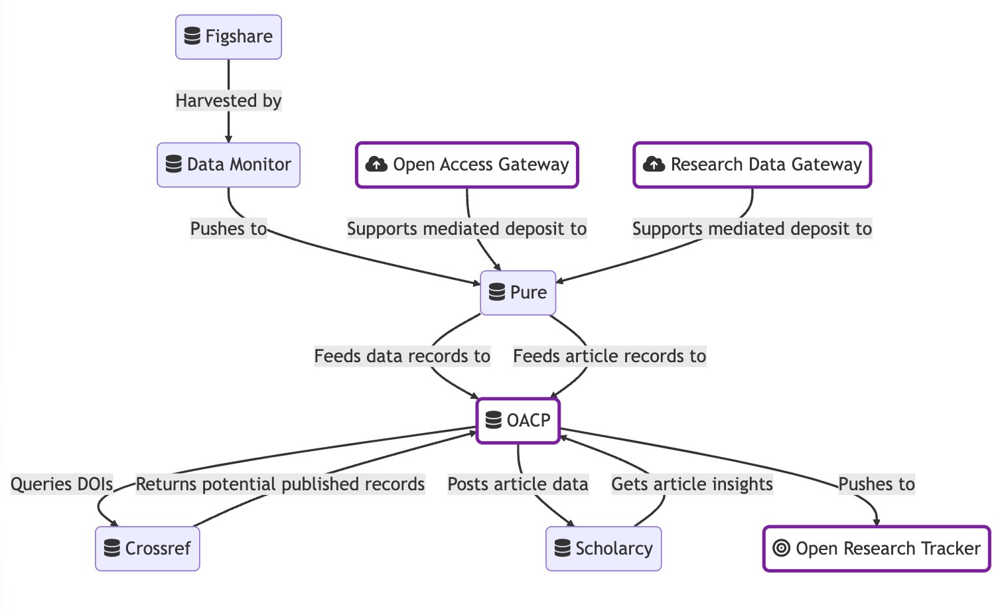 Figshare
Harvested by
Data Monitor
Open Access Gateway
Research Data Gateway
Pushes to
Supports mediated deposit to
Supports mediated deposit to
Pure
Feeds data records to
Feeds article records to
OACP
Queries DOIs
Returns potential published records
Posts article data
Gets article insights
Pushes to
Crossref
Scholarcy
Open Research Tracker